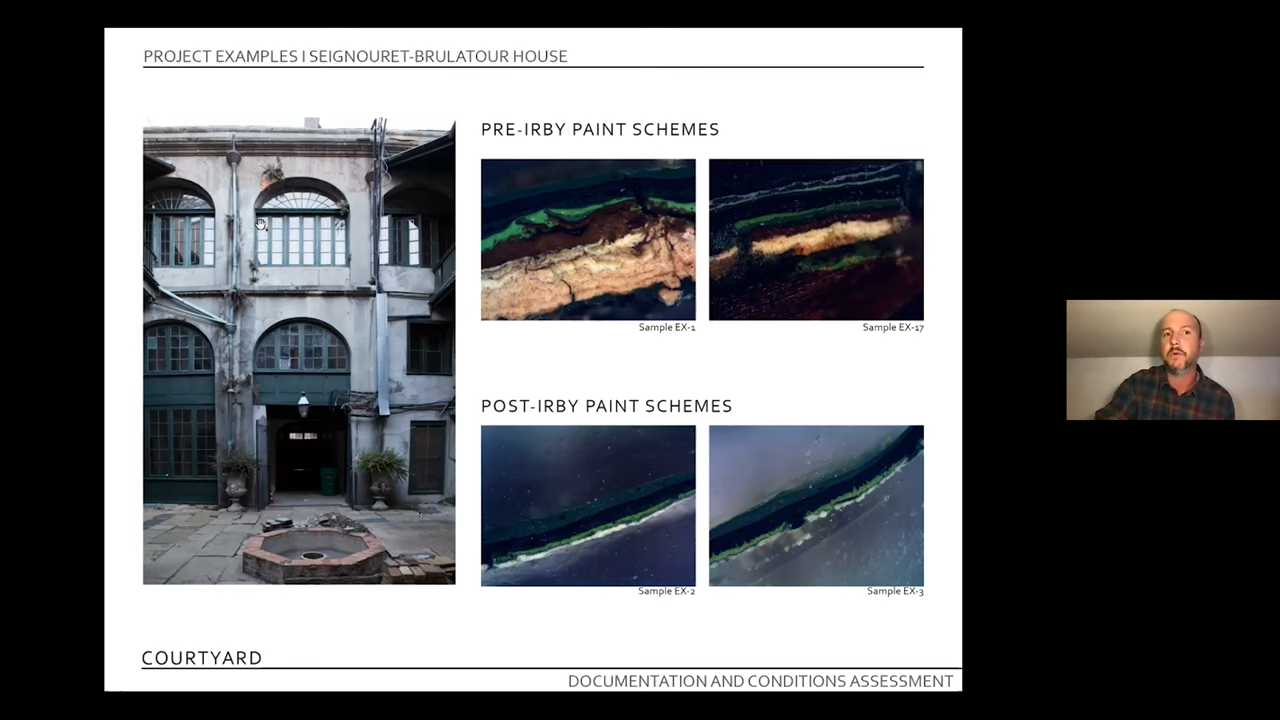 PROJECT EXAMPLES I SEIGNOURET-BRULATOUR HOUSE
PRE-IRBY PAINT SCHEMES
Sample EX-1
Sample EX-17
POST-IRBY PAINT SCHEMES
Sample EX-2
Sample EX-3
COURTYARD
DOCUMENTATION AND CONDITIONS ASSESSMENT